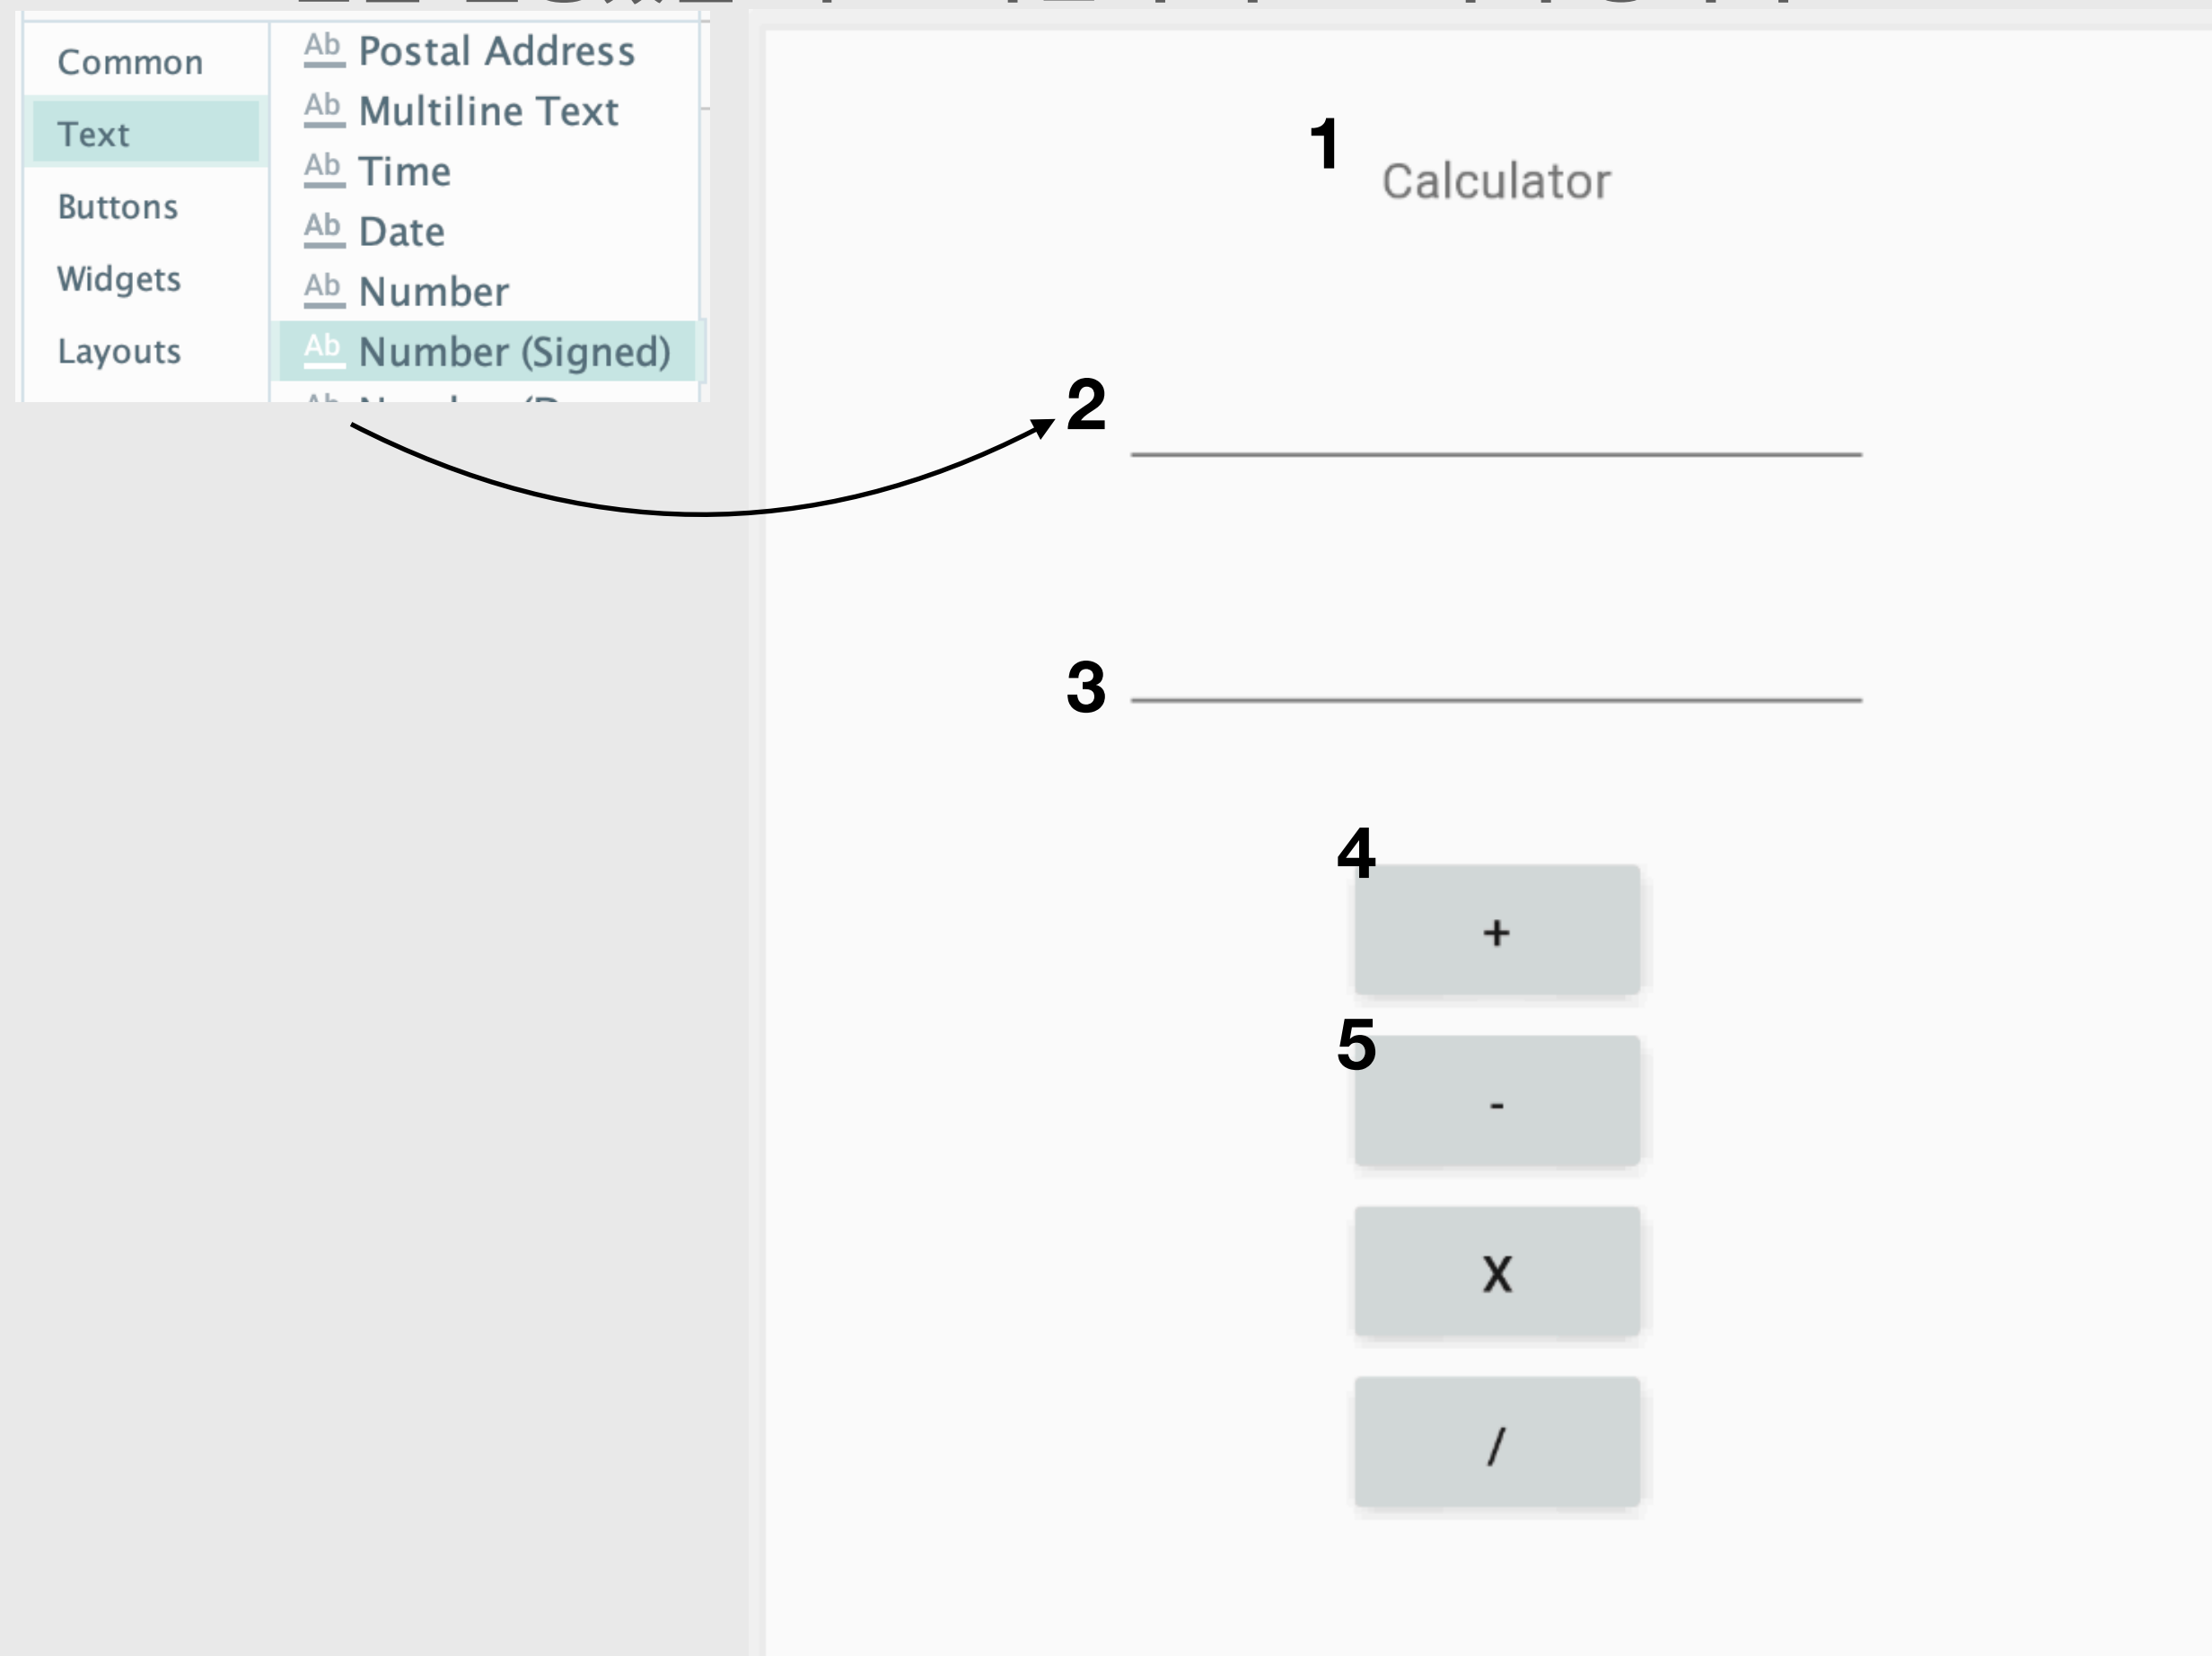 Common
Text
Buttons
Widgets
Layouts
Ab Postal Address
Ab Multiline Text
Ab Time
Ab Date
Ab Number
Ab Number (Signed)
1
Calculator
2
3
4
+
5
-
X
/